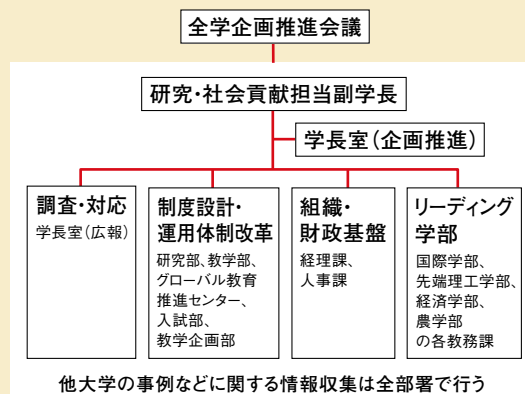 全学企画推進会議
研究・社会貢献担当副学長
学長室（企画推進）
調査・対応
学長室（広報）
制度設計・
運用体制改革
研究部、教学部、
グローバル教育
推進センター、
入試部、
教学企画部
組織・
財政基盤
経理課、
人事課
リーディング
学部
国際学部、
先端理工学部、
経済学部、
農学部
の各教務課
他大学の事例などに関する情報収集は全部署で行う